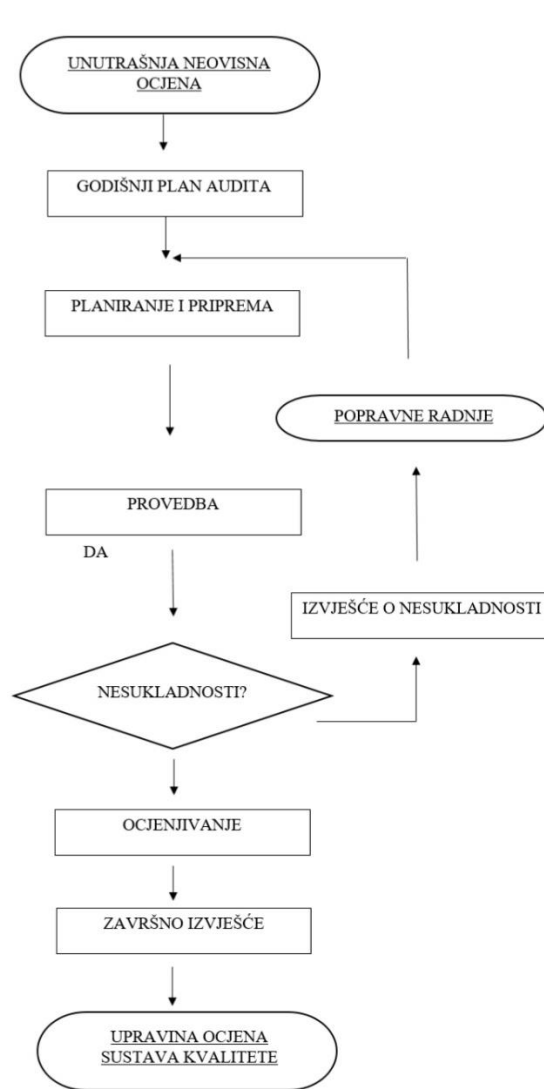 UNUTRAŠNJA NEOVISNA
OCJENA
GODIŠNJI PLAN AUDITA
PLANIRANJE I PRIPREMA
POPRAVNE RADNJE
PROVEDBA
DA
IZVJEŠĆE O NESUKLADNOSTI
NESUKLADNOSTI?
OCJENJIVANJE
ZAVRŠNO IZVJEŠĆE
UPRAVINA OCJENA
SUSTAVA KVALITETE